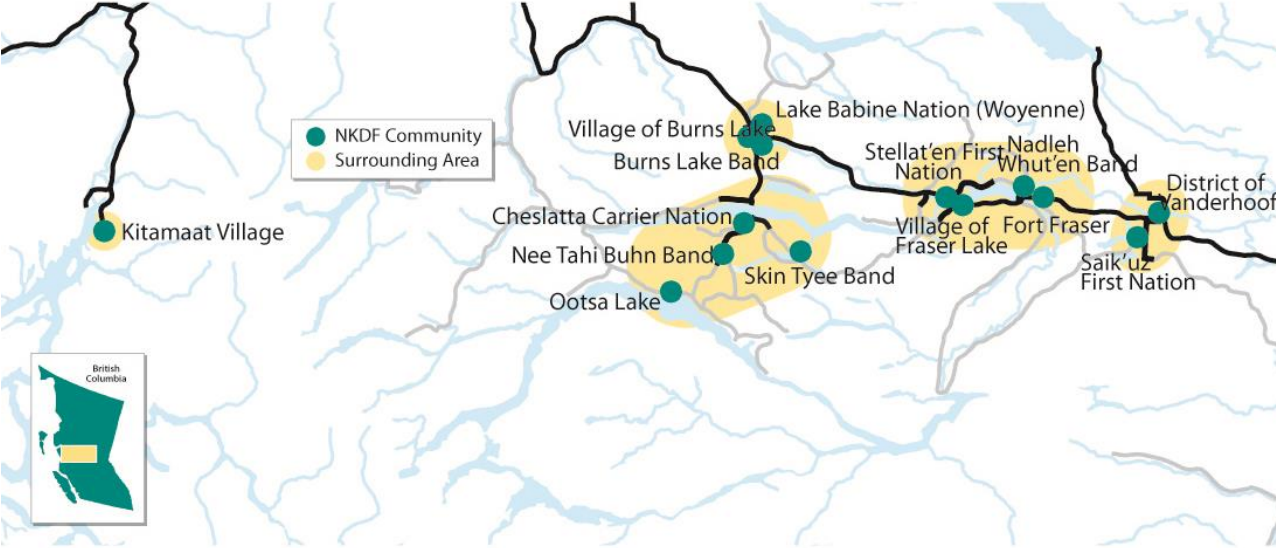 Lake Babine Nation (Woyenne)
NKDF Community
Surrounding Area
Village of Burns Lake
Burns Lake Band
Stellat'en First
Nation
Nadleh
Whut'en Band
District of
Vanderhoof
Cheslatta Carrier Nation
Kitamaat Village
Village of
Fraser Lake
Fort Fraser
Nee Tahi Buhn Band
Skin Tyee Band
Saik'uz
First Nation
Ootsa Lake
British
Columbia